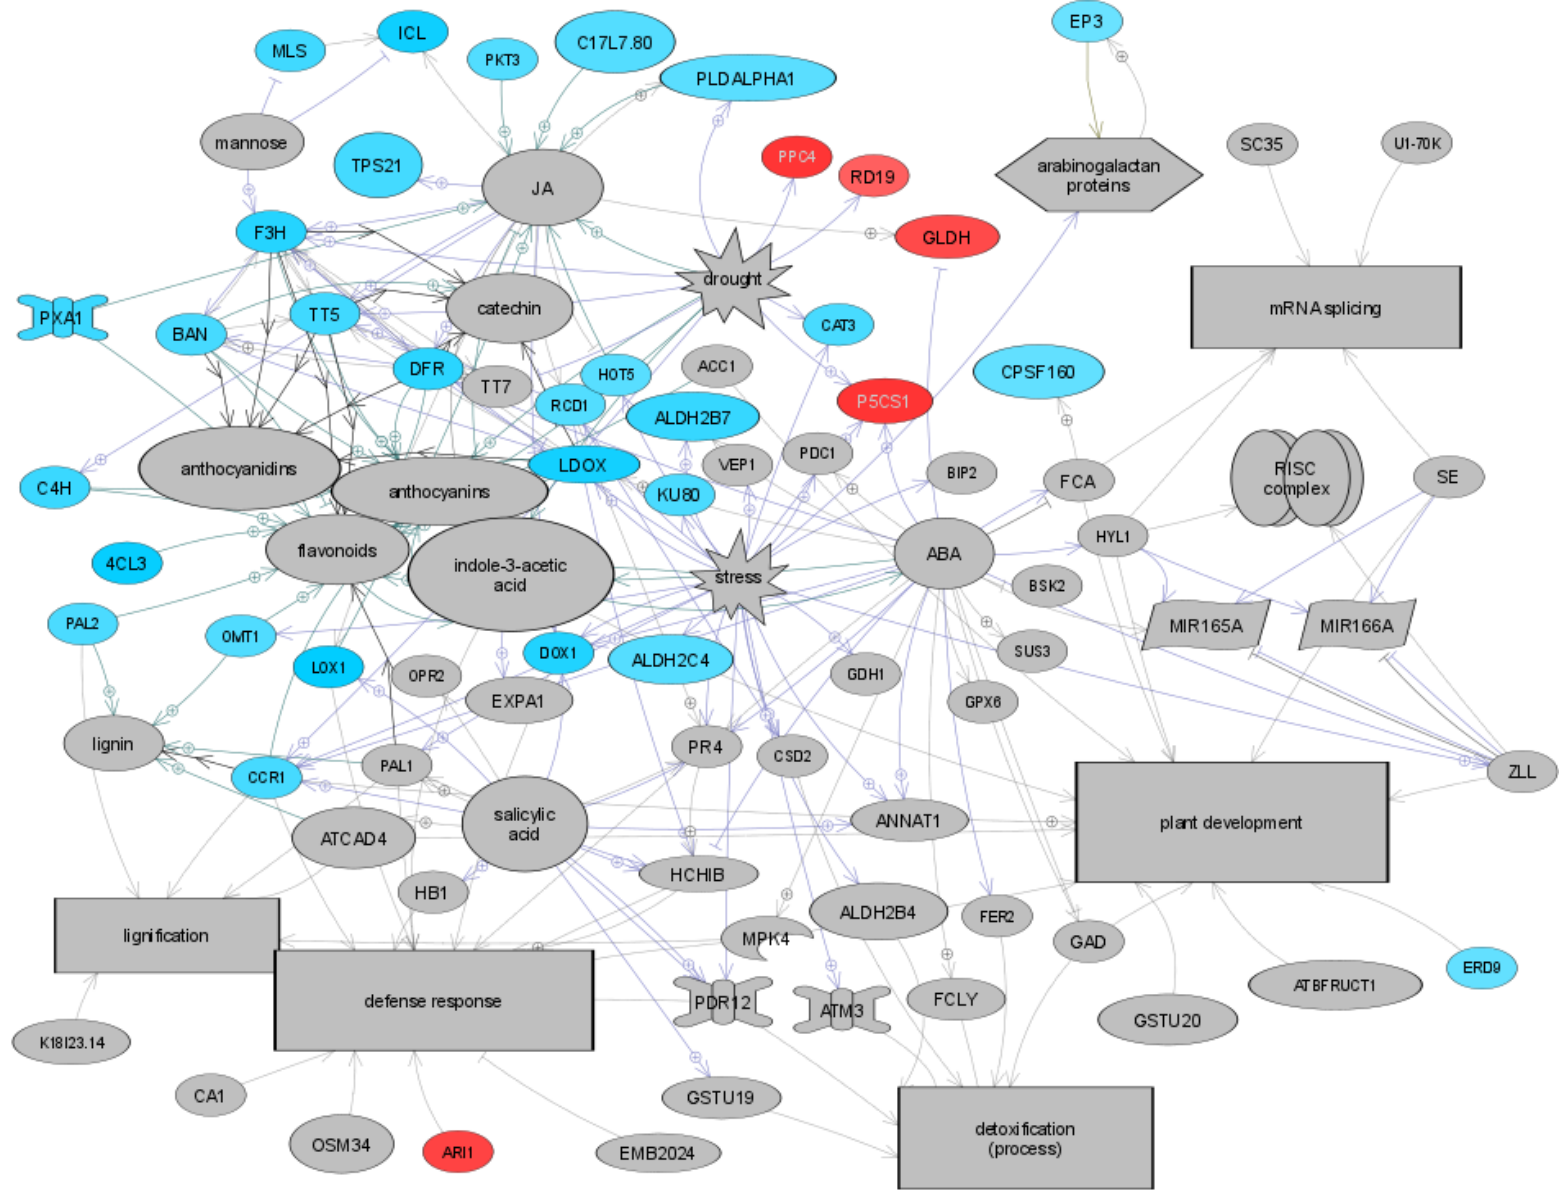 EP3
ICL
MLS
C17L7.80
PKT3
PLDALPHA1
mannose
SC35
U1-70K
TPS21
PPC4
RD19
arabinogalactan
proteins
JA
F3H
GLDH
drought
PXA1
TT5
catechin
mRNA splicing
BAN
CAT3
DFR
TT7
HOT5
ACC1
CPSF160
RCD1
P5CS1
ALDH2B7
anthocyanidins
LDOX
VEP1
PDC1
BIP2
FCA
RISC
complex
SE
C4H
anthocyanins
KU80
4CL3
flavonoids
indole-3-acetic
acid
stress
ABA
HYL1
BSK2
PAL2
OMT1
MIR165A
MIR166A
LOX1
OPR2
DOX1
ALDH2C4
GDH1
SUS3
EXPA1
GPX6
lignin
CCR1
PAL1
PR4
CSD2
ZLL
ATCAD4
salicylic
acid
ANNAT1
plant development
HB1
HCHIB
lignification
MPK4
ALDH2B4
FER2
GAD
ERD9
defense response
PDR12
ATM3
FCLY
ATBFRUCT1
GSTU20
K18I23.14
CA1
GSTU19
OSM34
ARI1
EMB2024
detoxification
(process)